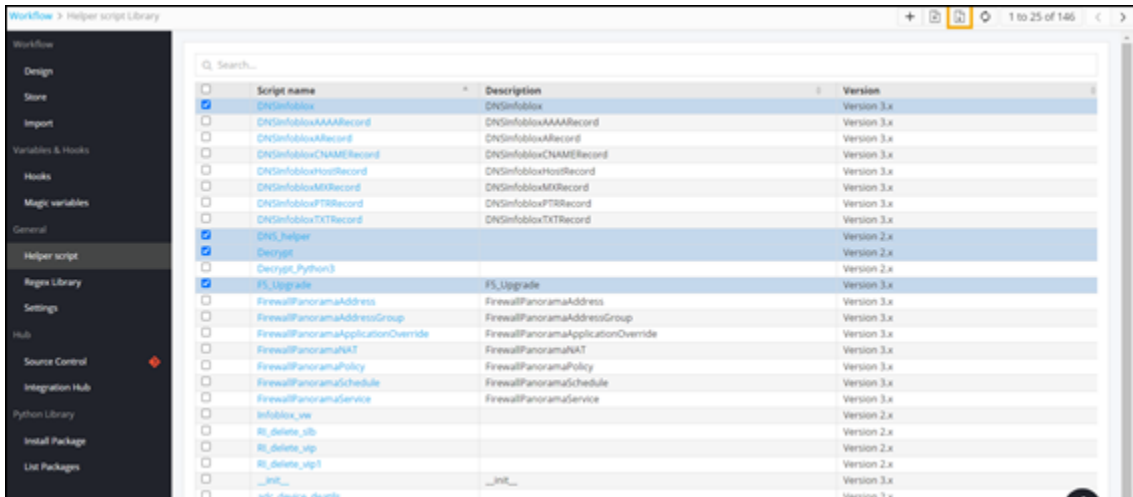 Workflow > Helper script Library
1 to 25 of 146
Workflow
Design
Store
Import
Variables & Hooks
Hooks
Magic variables
General
Helper script
Regex Library
Settings
Hub
Source Control
Integration Hub
Python Library
Install Package
List Packages
Search...
Script name Description Version
DNSInfoblox DNSInfoblox Version 3.x
DNSInfobloxAAAARecord DNSInfobloxAAAARecord Version 3.x
DNSInfobloxARecord DNSInfobloxARecord Version 3.x
DNSInfobloxCNAMERecord DNSInfobloxCNAMERecord Version 3.x
DNSInfobloxHostRecord DNSInfobloxHostRecord Version 3.x
DNSInfobloxMXRecord DNSInfobloxMXRecord Version 3.x
DNSInfobloxPTRRecord DNSInfobloxPTRRecord Version 3.x
DNSInfobloxTXTRecord DNSInfobloxTXTRecord Version 3.x
DNS_helper Version 2.x
Decrypt Version 2.x
Decrypt_Python3 Version 2.x
F5_Upgrade F5_Upgrade Version 3.x
FirewallPanoramaAddress FirewallPanoramaAddress Version 3.x
FirewallPanoramaAddressGroup FirewallPanoramaAddressGroup Version 3.x
FirewallPanoramaApplicationOverride FirewallPanoramaApplicationOverride Version 3.x
FirewallPanoramaNAT FirewallPanoramaNAT Version 3.x
FirewallPanoramaPolicy FirewallPanoramaPolicy Version 3.x
FirewallPanoramaSchedule FirewallPanoramaSchedule Version 3.x
FirewallPanoramaService FirewallPanoramaService Version 3.x
Infoblox_vw Version 2.x
RI_delete_slb Version 2.x
RI_delete_vip Version 2.x
RI_delete_vip1 Version 2.x
__init__ __init__ Version 3.x